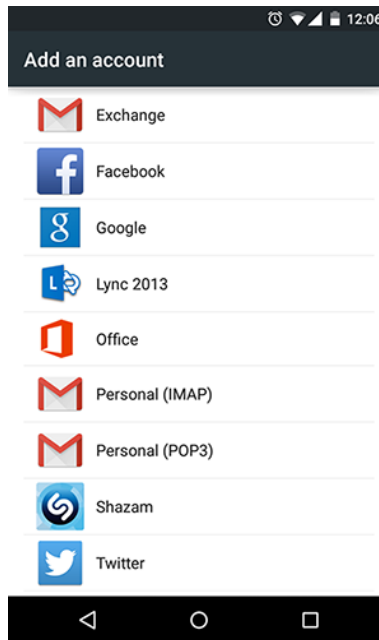 12:06
Add an account
Exchange
f
Facebook
g
Google
L
Lync 2013
Office
Personal (IMAP)
Personal (POP3)
Shazam
Twitter